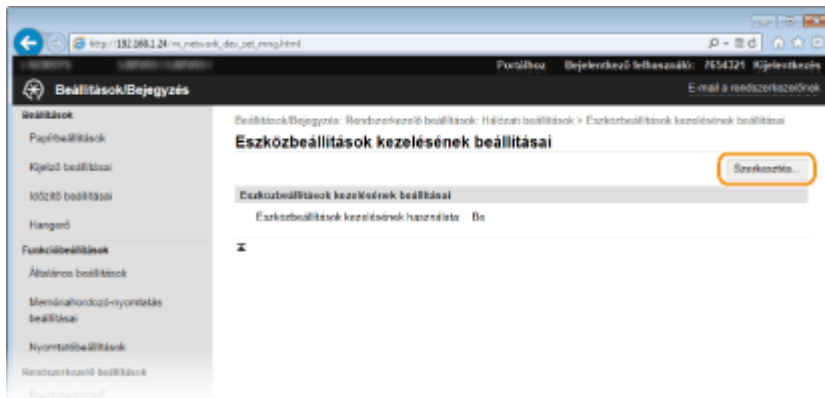 http://192.168.1.24/m_network_dev_set_mng.html
Portálhoz Bejelentkező felhasználó: 7654321 Kijelentkezés
Beállítások/Bejegyzés
E-mail a rendszerkezelőnek
Beállítások
Beállítások/Bejegyzés: Rendszerkezelő beállítások: Hálózati beállítások > Eszközbeállítások kezelésének beállításai
Papírbeállítások
Eszközbeállítások kezelésének beállításai
Kijelző beállításai
Szerkesztés...
Időzítő beállításai
Eszközbeállítások kezelésének beállításai
Hangerő
Eszközbeállítások kezelésének használata: Be
Funkcióbeállítások
Általános beállítások
Memóriahordozó-nyomtatás
beállításai
Nyomtatóbeállítások
Rendszerkezelő beállítások